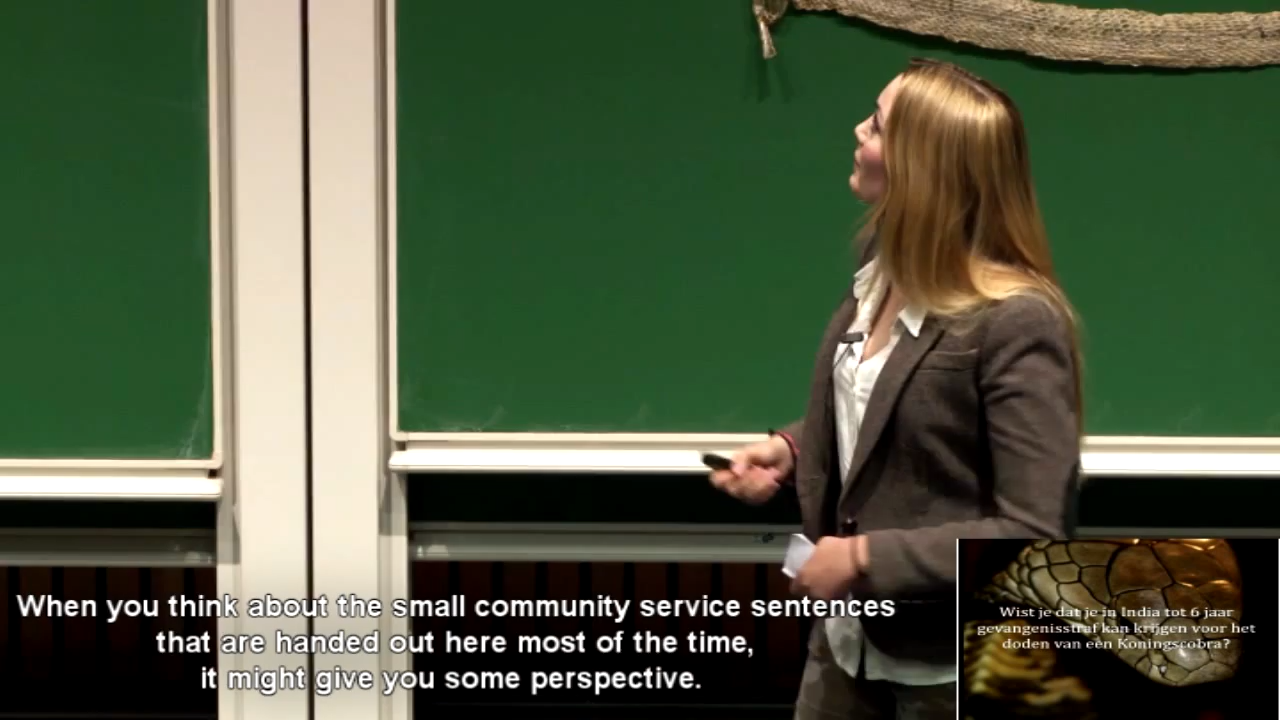 When you think about the small community service sentences
that are handed out here most of the time,
it might give you some perspective.
Wist je dat je in India tot 6 jaar
gevangenisstraf kan krijgen voor het
doden van een Koningscobra?